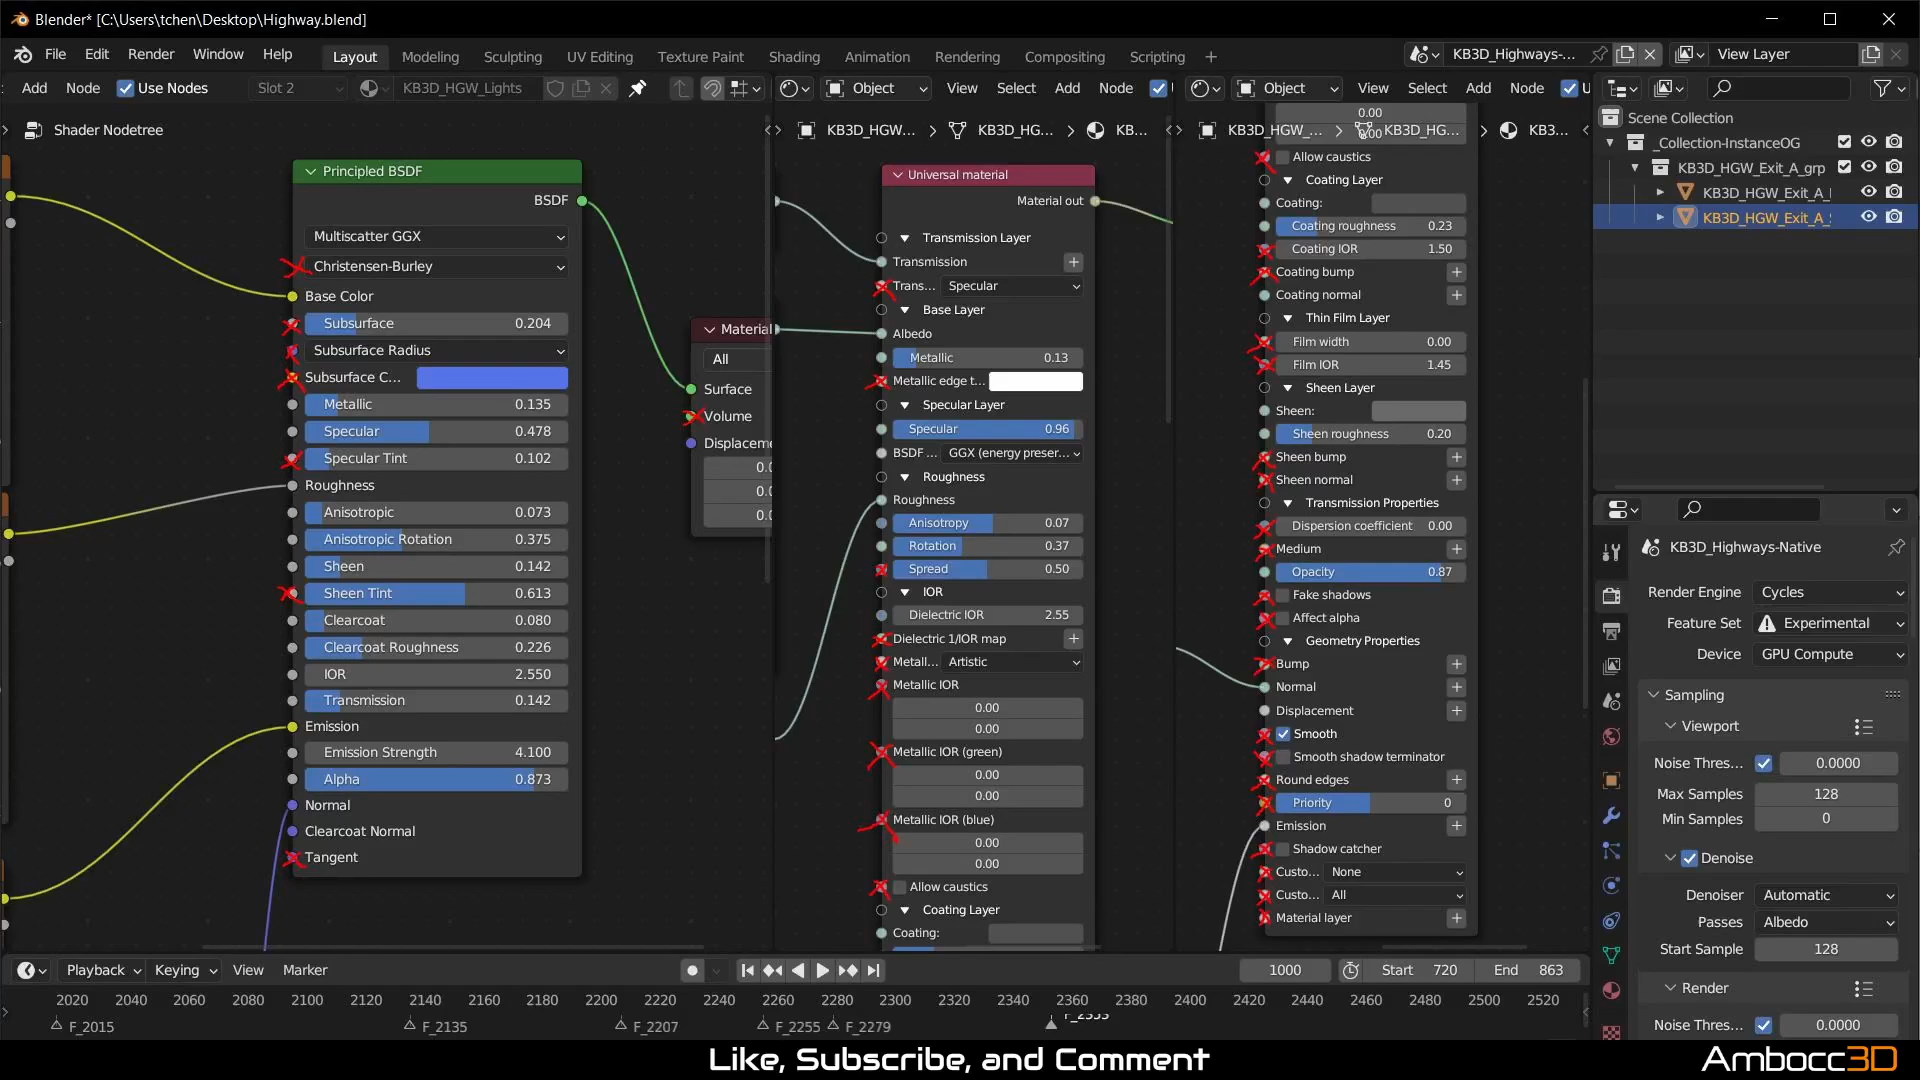 Blender* [C:\Users\tchen\Desktop\Highway.blend]
File Edit Render Window Help
Layout Modeling Sculpting UV Editing Texture Paint Shading Animation Rendering Compositing Scripting +
KB3D_Highways-... View Layer
Add Node Use Nodes Slot 2 KB3D_HGW_Lights
Object View Select Add Node
Object View Select Add Node U
Shader Nodetree
KB3D_HGW... KB3D_HG... KB...
KB3D_HGW_... KB3D_HG... KB3...
Principled BSDF
BSDF
Multiscatter GGX
Christensen-Burley
Base Color
Subsurface 0.204
Subsurface Radius
Subsurface C...
Metallic 0.135
Specular 0.478
Specular Tint 0.102
Roughness
Anisotropic 0.073
Anisotropic Rotation 0.375
Sheen 0.142
Sheen Tint 0.613
Clearcoat 0.080
Clearcoat Roughness 0.226
IOR 2.550
Transmission 0.142
Emission
Emission Strength 4.100
Alpha 0.873
Normal
Clearcoat Normal
Tangent
Material
All
Surface
Volume
Displacem
0.0
0.0
0.0
Universal material
Material out
Transmission Layer
Transmission
Trans... Specular
Base Layer
Albedo
Metallic 0.13
Metallic edge t...
Specular Layer
Specular 0.96
BSDF ... GGX (energy preser...
Roughness
Roughness
Anisotropy 0.07
Rotation 0.37
Spread 0.50
IOR
Dielectric IOR 2.55
Dielectric 1/IOR map
Metall... Artistic
Metallic IOR
0.00
0.00
Metallic IOR (green)
0.00
0.00
Metallic IOR (blue)
0.00
0.00
Allow caustics
Coating Layer
Coating:
0.00
0.00
Allow caustics
Coating Layer
Coating:
Coating roughness 0.23
Coating IOR 1.50
Coating bump
Coating normal
Thin Film Layer
Film width 0.00
Film IOR 1.45
Sheen Layer
Sheen:
Sheen roughness 0.20
Sheen bump
Sheen normal
Transmission Properties
Dispersion coefficient 0.00
Medium
Opacity 0.87
Fake shadows
Affect alpha
Geometry Properties
Bump
Normal
Displacement
Smooth
Smooth shadow terminator
Round edges
Priority 0
Emission
Shadow catcher
Custo... None
Custo... All
Material layer
Scene Collection
_Collection-InstanceOG
KB3D_HGW_Exit_A_grp
KB3D_HGW_Exit_A_
KB3D_HGW_Exit_A_
KB3D_Highways-Native
Render Engine Cycles
Feature Set Experimental
Device GPU Compute
Sampling
Viewport
Noise Thres... 0.0000
Max Samples 128
Min Samples 0
Denoise
Denoiser Automatic
Passes Albedo
Start Sample 128
Render
Noise Thres... 0.0000
Playback Keying View Marker
1000 Start 720 End 863
2020 2040 2060 2080 2100 2120 2140 2160 2180 2200 2220 2240 2260 2280 2300 2320 2340 2360 2380 2400 2420 2440 2460 2480 2500 2520
F_2015 F_2135 F_2207 F_2255 F_2279
Like, Subscribe, and Comment
Ambocc3D